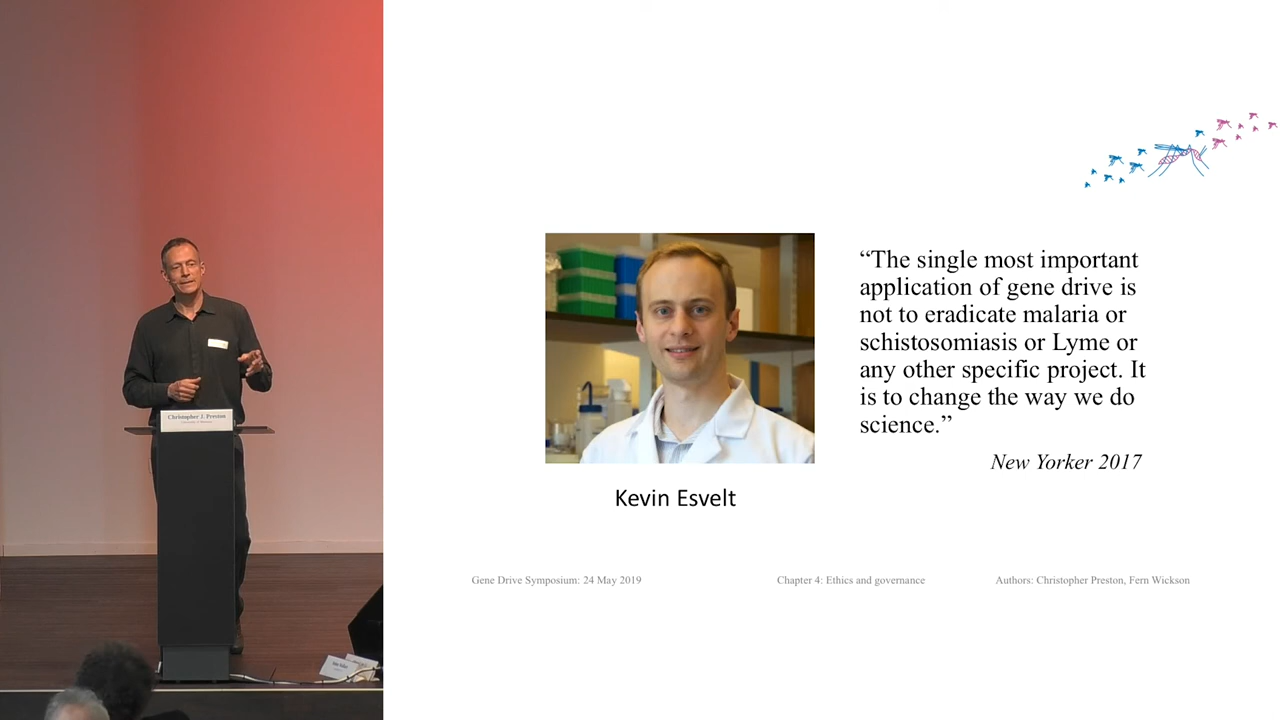 Christopher J. Preston
“The single most important
application of gene drive is
not to eradicate malaria or
schistosomiasis or Lyme or
any other specific project. It
is to change the way we do
science.”
New Yorker 2017
Kevin Esvelt
Gene Drive Symposium: 24 May 2019
Chapter 4: Ethics and governance
Authors: Christopher Preston, Fern Wickson